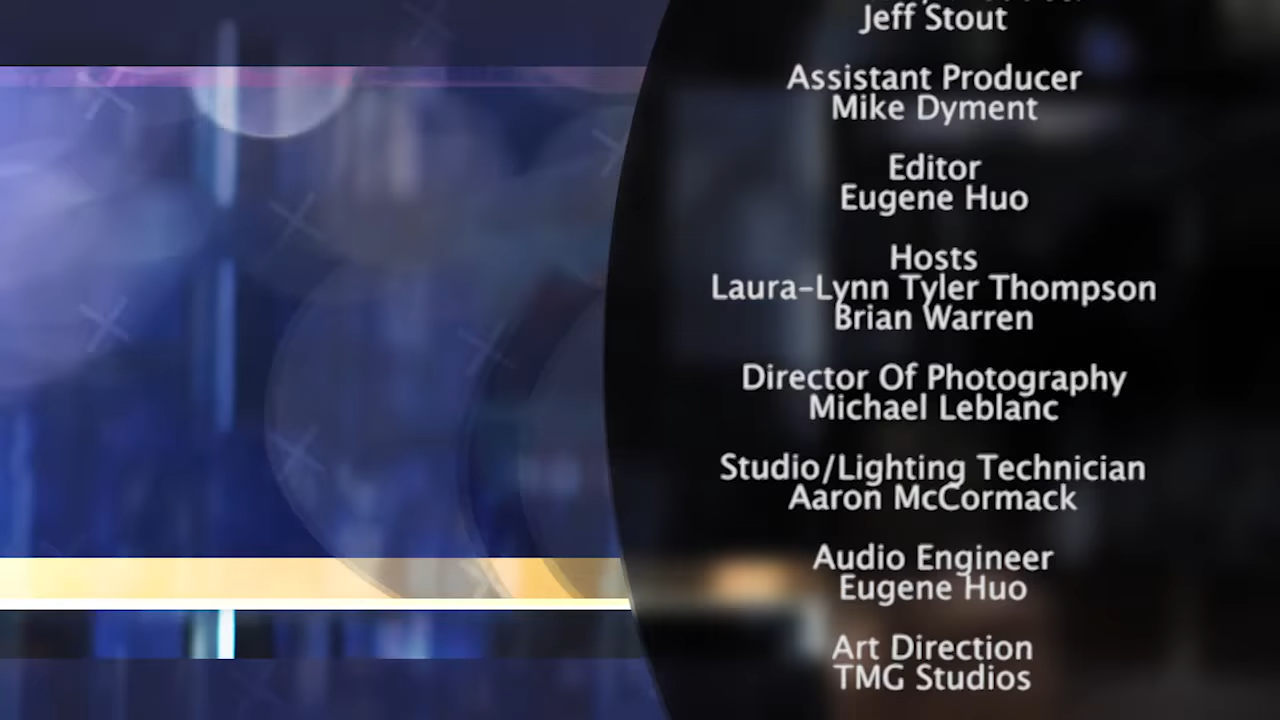 Jeff Stout
Assistant Producer
Mike Dyment
Editor
Eugene Huo
Hosts
Laura-Lynn Tyler Thompson
Brian Warren
Director Of Photography
Michael Leblanc
Studio/Lighting Technician
Aaron McCormack
Audio Engineer
Eugene Huo
Art Direction
TMG Studios